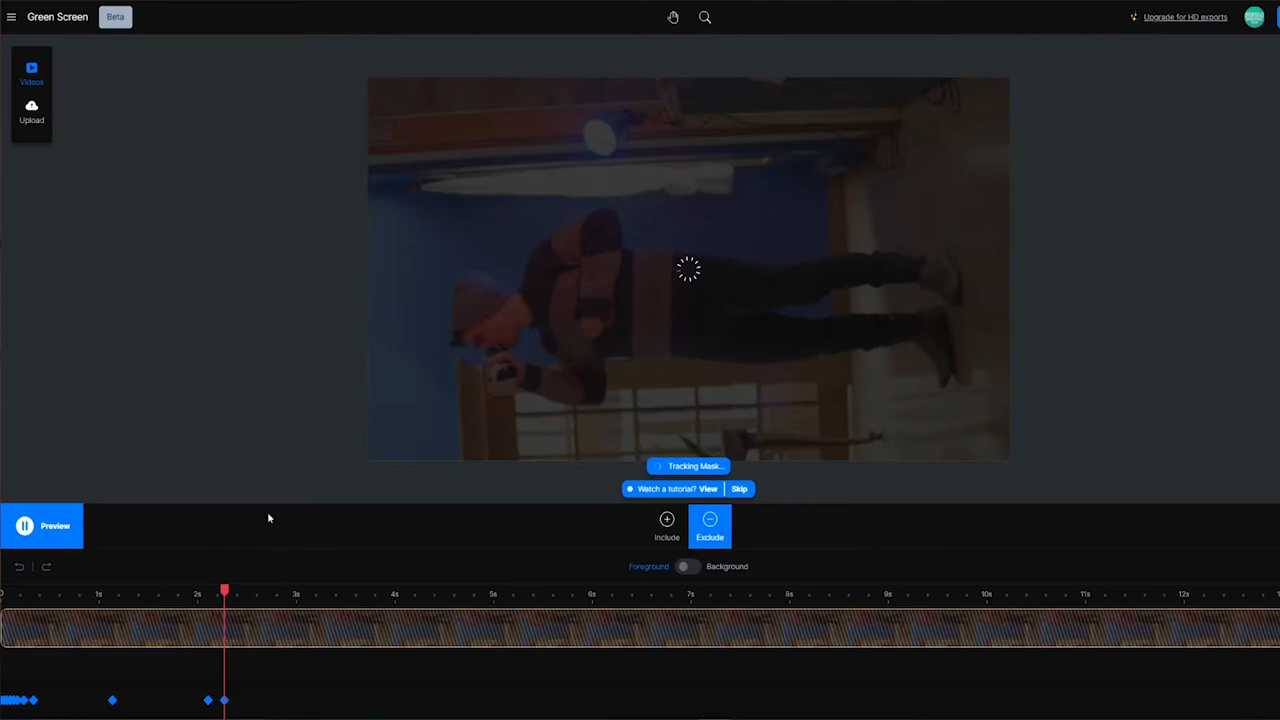 Green Screen Beta
Upgrade for HD exports
Videos
Upload
Tracking Mask...
Watch a tutorial? View Skip
Preview
Include Exclude
Foreground Background
0 1s 2s 3s 4s 5s 6s 7s 8s 9s 10s 11s 12s